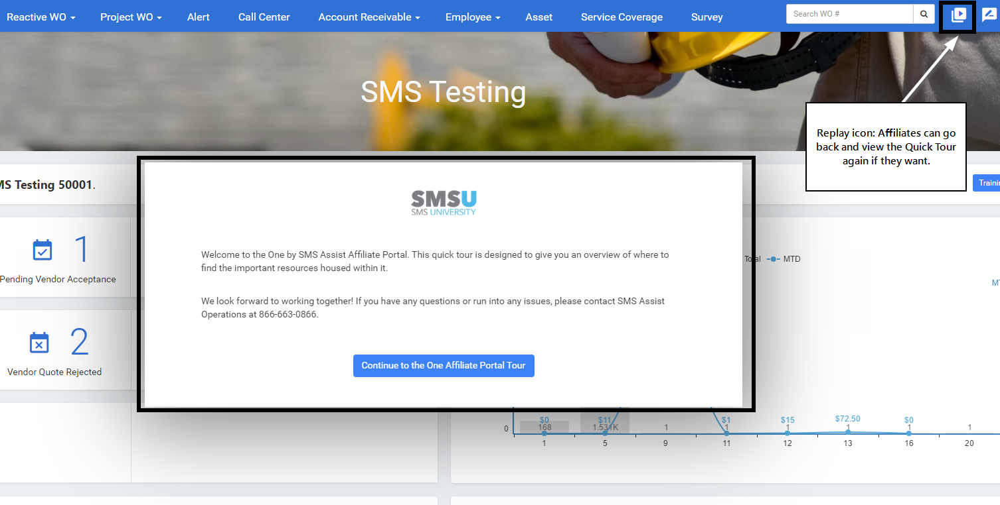 Reactive WO
Project WO
Alert
Call Center
Account Receivable
Employee
Asset
Service Coverage
Survey
Search WO #
SMS Testing
Replay icon: Affiliates can go
back and view the Quick Tour
again if they want.
Testing 50001.
SMSU
SMS UNIVERSITY
Welcome to the One by SMS Assist Affiliate Portal. This quick tour is designed to give you an overview of where to
find the important resources housed within it.
We look forward to working together! If you have any questions or run into any issues, please contact SMS Assist
Operations at 866-663-0866.
Continue to the One Affiliate Portal Tour
1
Pending Vendor Acceptance
2
Vendor Quote Rejected
Total
MTD
$0
$11
$1
$15
$72.50
$0
0
168
1.531K
1
1
1
1
1
1
1
5
9
11
12
13
16
20